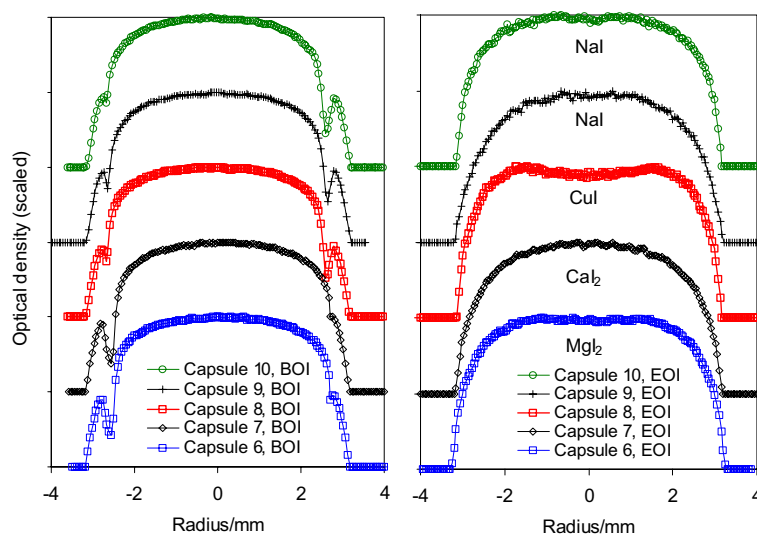 Optical density (scaled)
Capsule 10, BOI
Capsule 9, BOI
Capsule 8, BOI
Capsule 7, BOI
Capsule 6, BOI
-4 -2 0 2 4
Radius/mm
NaI
NaI
CuI
CaI₂
MgI₂
Capsule 10, EOI
Capsule 9, EOI
Capsule 8, EOI
Capsule 7, EOI
Capsule 6, EOI
-4 -2 0 2 4
Radius/mm